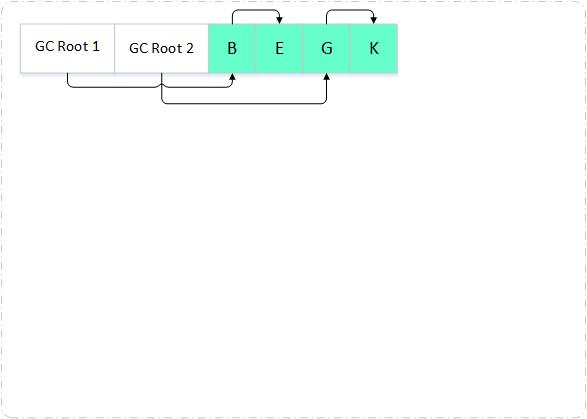 GC Root 1 GC Root 2 B E G K